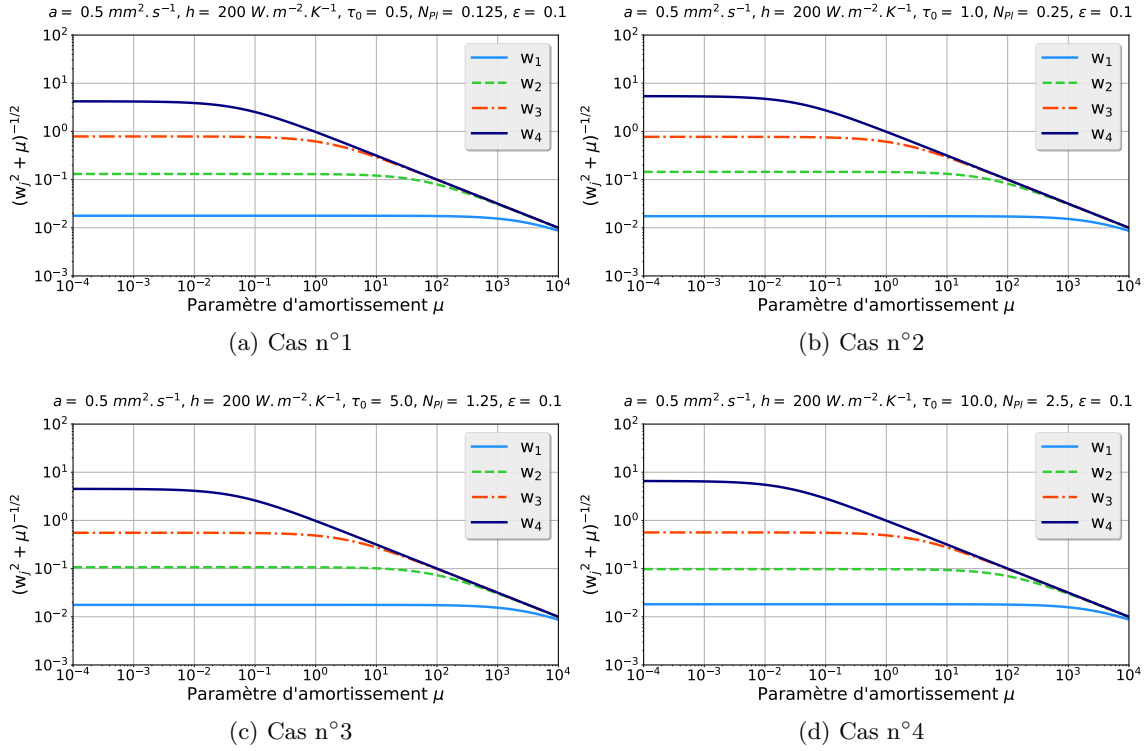 a = 0.5 mm².s⁻¹, h = 200 W.m⁻².K⁻¹, τ₀ = 0.5, N_Pl = 0.125, ε = 0.1
10²
10¹
10⁰
10⁻¹
10⁻²
10⁻³
(w_j² + μ)⁻¹/²
w₁
w₂
w₃
w₄
10⁻⁴ 10⁻³ 10⁻² 10⁻¹ 10⁰ 10¹ 10² 10³ 10⁴
Paramètre d'amortissement μ
(a) Cas n°1
a = 0.5 mm².s⁻¹, h = 200 W.m⁻².K⁻¹, τ₀ = 1.0, N_Pl = 0.25, ε = 0.1
10²
10¹
10⁰
10⁻¹
10⁻²
10⁻³
(w_j² + μ)⁻¹/²
w₁
w₂
w₃
w₄
10⁻⁴ 10⁻³ 10⁻² 10⁻¹ 10⁰ 10¹ 10² 10³ 10⁴
Paramètre d'amortissement μ
(b) Cas n°2
a = 0.5 mm².s⁻¹, h = 200 W.m⁻².K⁻¹, τ₀ = 5.0, N_Pl = 1.25, ε = 0.1
10²
10¹
10⁰
10⁻¹
10⁻²
10⁻³
(w_j² + μ)⁻¹/²
w₁
w₂
w₃
w₄
10⁻⁴ 10⁻³ 10⁻² 10⁻¹ 10⁰ 10¹ 10² 10³ 10⁴
Paramètre d'amortissement μ
(c) Cas n°3
a = 0.5 mm².s⁻¹, h = 200 W.m⁻².K⁻¹, τ₀ = 10.0, N_Pl = 2.5, ε = 0.1
10²
10¹
10⁰
10⁻¹
10⁻²
10⁻³
(w_j² + μ)⁻¹/²
w₁
w₂
w₃
w₄
10⁻⁴ 10⁻³ 10⁻² 10⁻¹ 10⁰ 10¹ 10² 10³ 10⁴
Paramètre d'amortissement μ
(d) Cas n°4